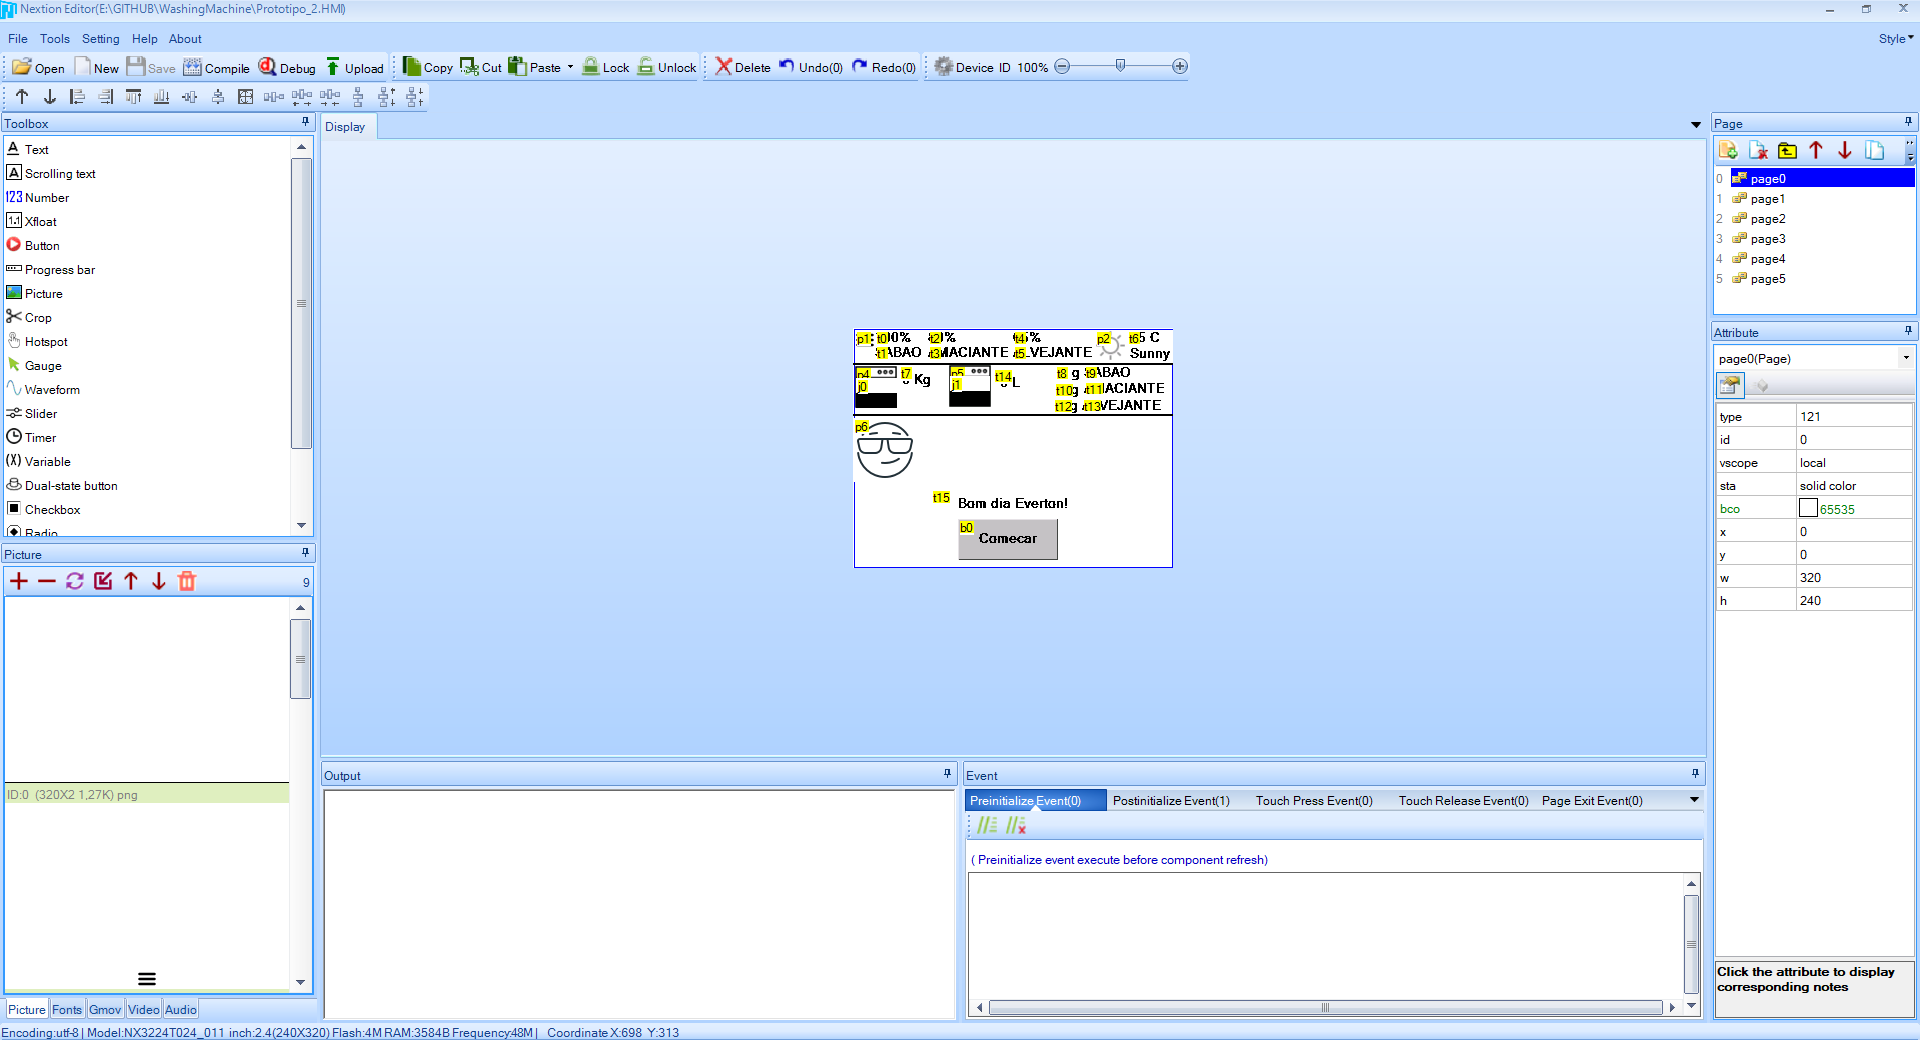 Nextion Editor(E:\GITHUB\WashingMachine\Prototipo_2.HMI)
File Tools Setting Help About
Style
Open New Save Compile Debug Upload Copy Cut Paste Lock Unlock Delete Undo(0) Redo(0) Device ID 100%
Toolbox
Text
Scrolling text
Number
Xfloat
Button
Progress bar
Picture
Crop
Hotspot
Gauge
Waveform
Slider
Timer
Variable
Dual-state button
Checkbox
Radio
Picture
9
ID:0 (320X2 1,27K) png
Picture Fonts Gmov Video Audio
Display
p1 t0 0% t2 % t4 % p2 t6 5 C
t1 ABAO t3 MACIANTE t5 VEJANTE Sunny
p4 t7 Kg p5 t14 L t8 g t9 ABAO
j0 j1 t10 g t11 IACIANTE
t12 g t13 VEJANTE
p6
t15 Bom dia Everton!
b0 Comecar
Output
Event
Preinitialize Event(0) Postinitialize Event(1) Touch Press Event(0) Touch Release Event(0) Page Exit Event(0)
( Preinitialize event execute before component refresh)
Page
0 page0
1 page1
2 page2
3 page3
4 page4
5 page5
Attribute
page0(Page)
type 121
id 0
vscope local
sta solid color
bco 65535
x 0
y 0
w 320
h 240
Click the attribute to display
corresponding notes
Encoding:utf-8 | Model:NX3224T024_011 inch:2.4(240X320) Flash:4M RAM:3584B Frequency:48M | Coordinate X:698 Y:313